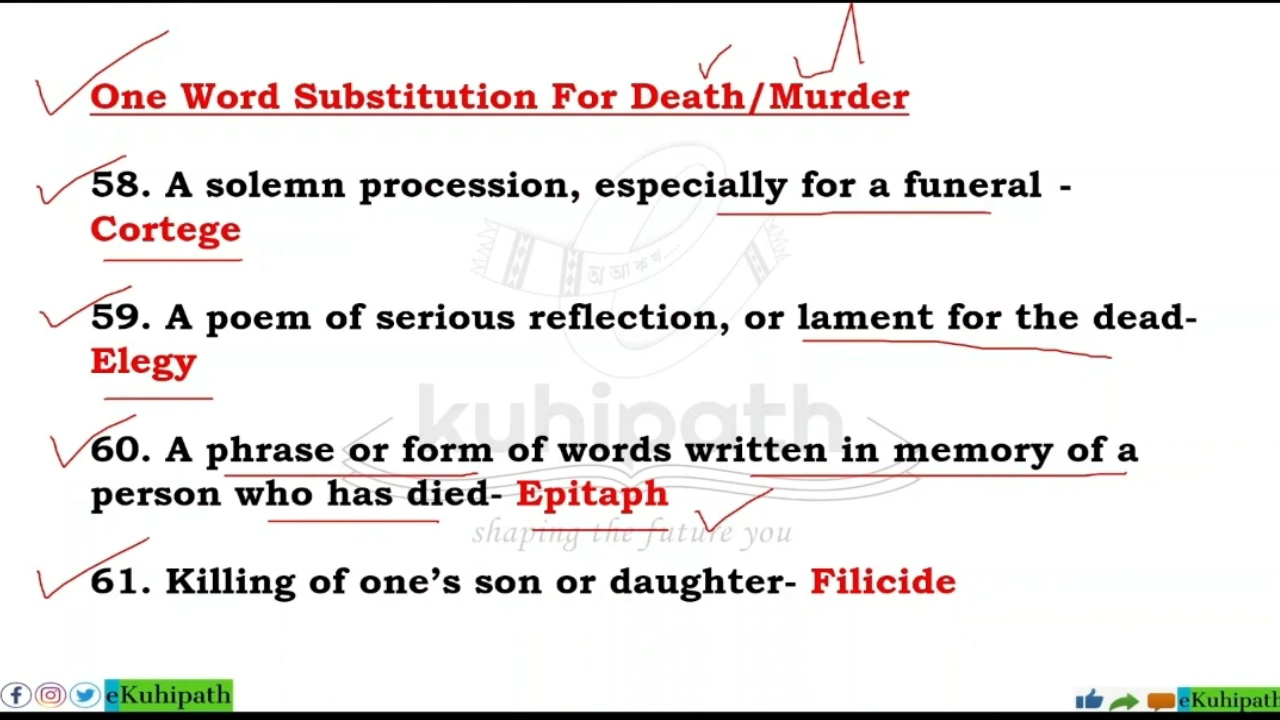 One Word Substitution For Death/Murder
58. A solemn procession, especially for a funeral -
Cortege
অ আ ক খ....
59. A poem of serious reflection, or lament for the dead-
Elegy
kuhipath
60. A phrase or form of words written in memory of a
person who has died- Epitaph
shaping the future you
61. Killing of one's son or daughter- Filicide
eKuhipath
eKuhipath